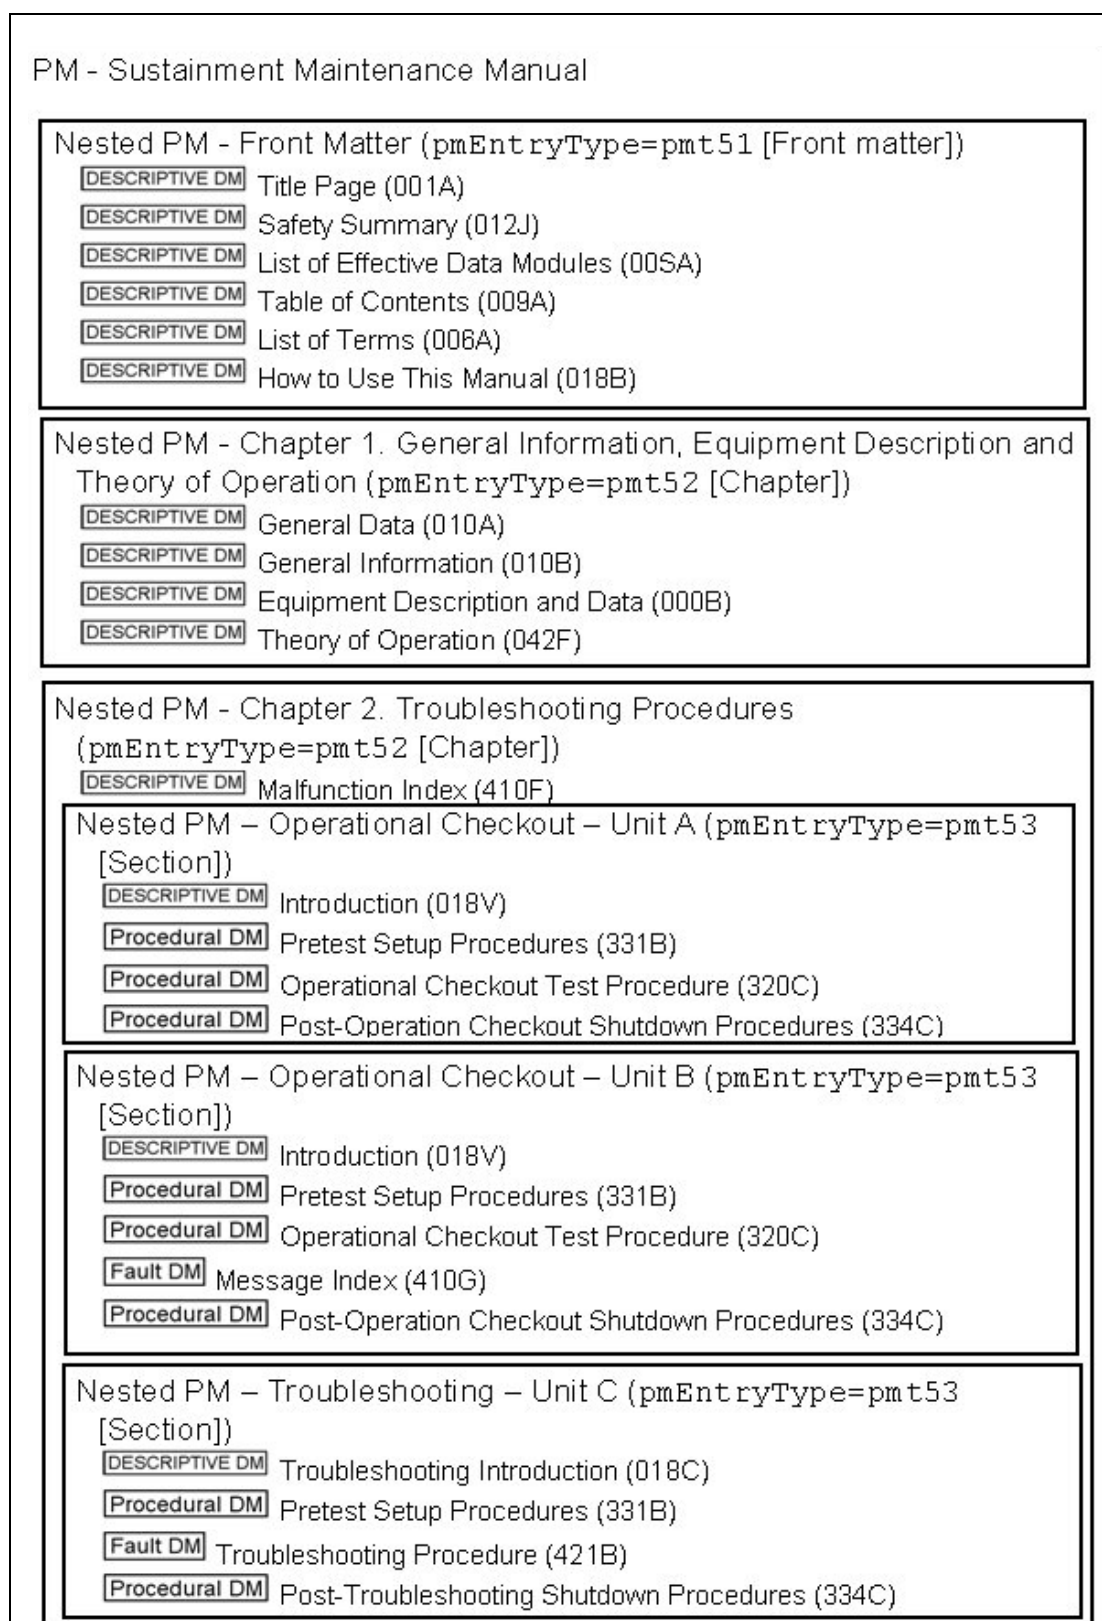 PM - Sustainment Maintenance Manual
Nested PM - Front Matter (pmEntryType=pmt51 [Front matter])
DESCRIPTIVE DM Title Page (001A)
DESCRIPTIVE DM Safety Summary (012J)
DESCRIPTIVE DM List of Effective Data Modules (00SA)
DESCRIPTIVE DM Table of Contents (009A)
DESCRIPTIVE DM List of Terms (006A)
DESCRIPTIVE DM How to Use This Manual (018B)
Nested PM - Chapter 1. General Information, Equipment Description and
Theory of Operation (pmEntryType=pmt52 [Chapter])
DESCRIPTIVE DM General Data (010A)
DESCRIPTIVE DM General Information (010B)
DESCRIPTIVE DM Equipment Description and Data (000B)
DESCRIPTIVE DM Theory of Operation (042F)
Nested PM - Chapter 2. Troubleshooting Procedures
(pmEntryType=pmt52 [Chapter])
DESCRIPTIVE DM Malfunction Index (410F)
Nested PM – Operational Checkout – Unit A (pmEntryType=pmt53
[Section])
DESCRIPTIVE DM Introduction (018V)
Procedural DM Pretest Setup Procedures (331B)
Procedural DM Operational Checkout Test Procedure (320C)
Procedural DM Post-Operation Checkout Shutdown Procedures (334C)
Nested PM – Operational Checkout – Unit B (pmEntryType=pmt53
[Section])
DESCRIPTIVE DM Introduction (018V)
Procedural DM Pretest Setup Procedures (331B)
Procedural DM Operational Checkout Test Procedure (320C)
Fault DM Message Index (410G)
Procedural DM Post-Operation Checkout Shutdown Procedures (334C)
Nested PM – Troubleshooting – Unit C (pmEntryType=pmt53
[Section])
DESCRIPTIVE DM Troubleshooting Introduction (018C)
Procedural DM Pretest Setup Procedures (331B)
Fault DM Troubleshooting Procedure (421B)
Procedural DM Post-Troubleshooting Shutdown Procedures (334C)